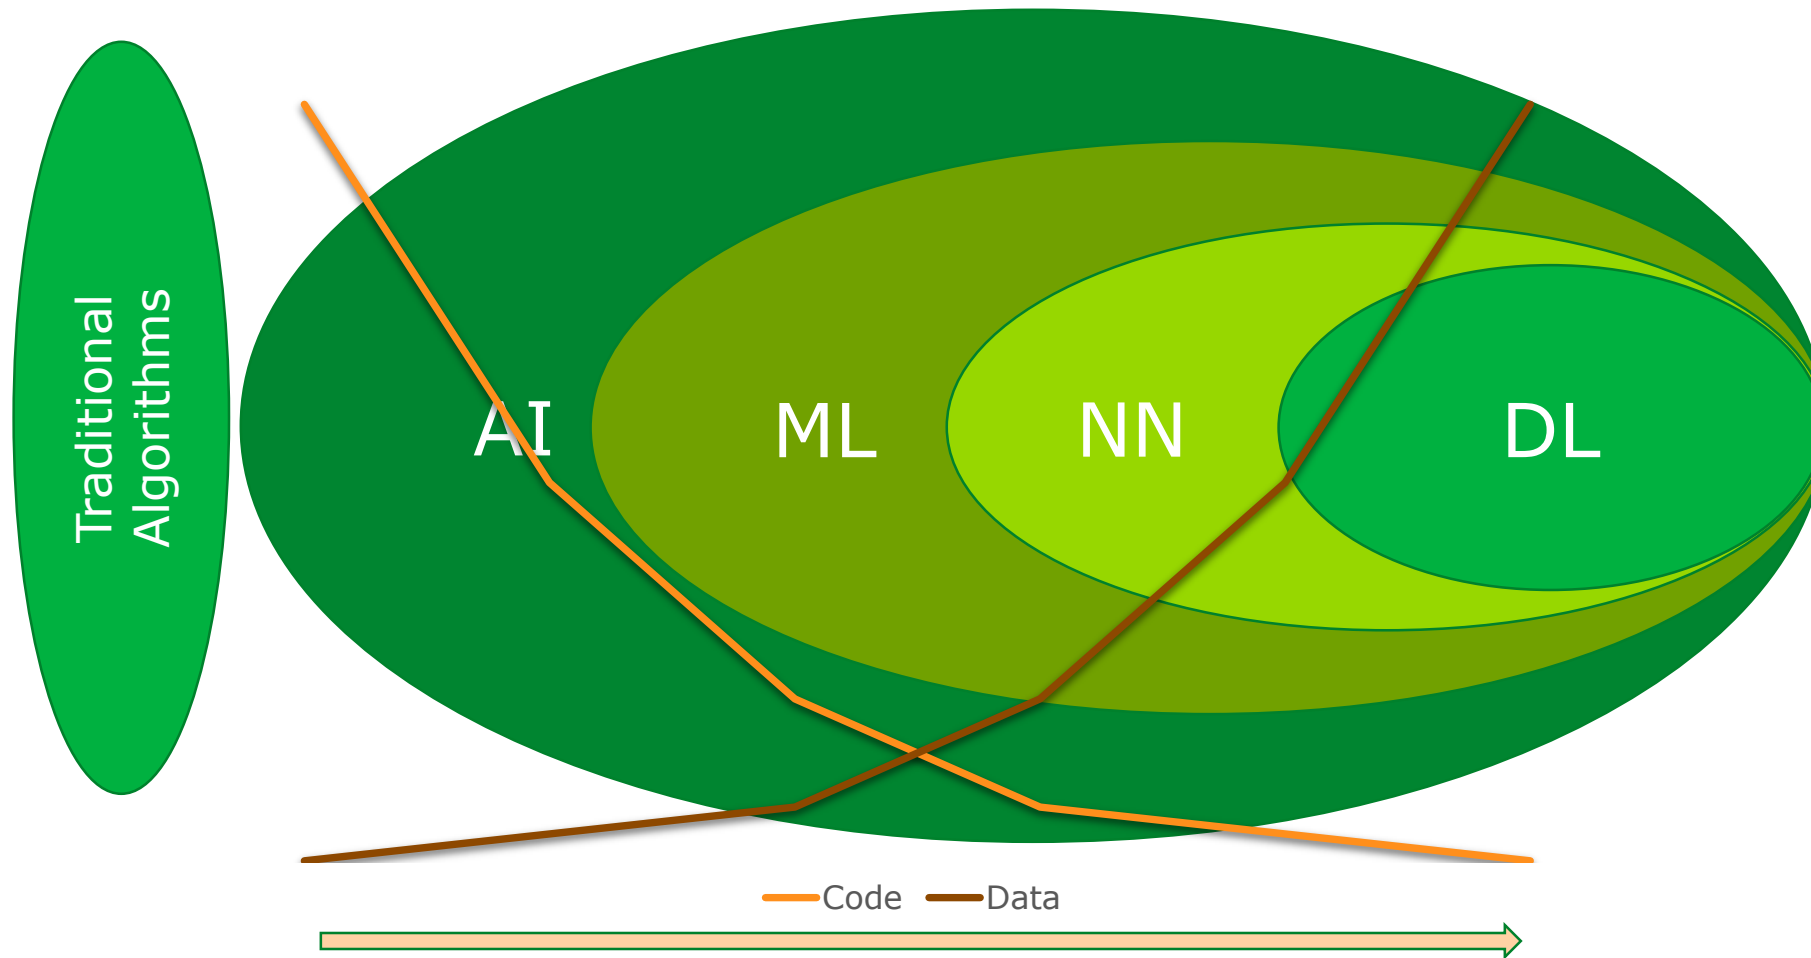 Traditional
Algorithms
AI
ML
NN
DL
Code
Data